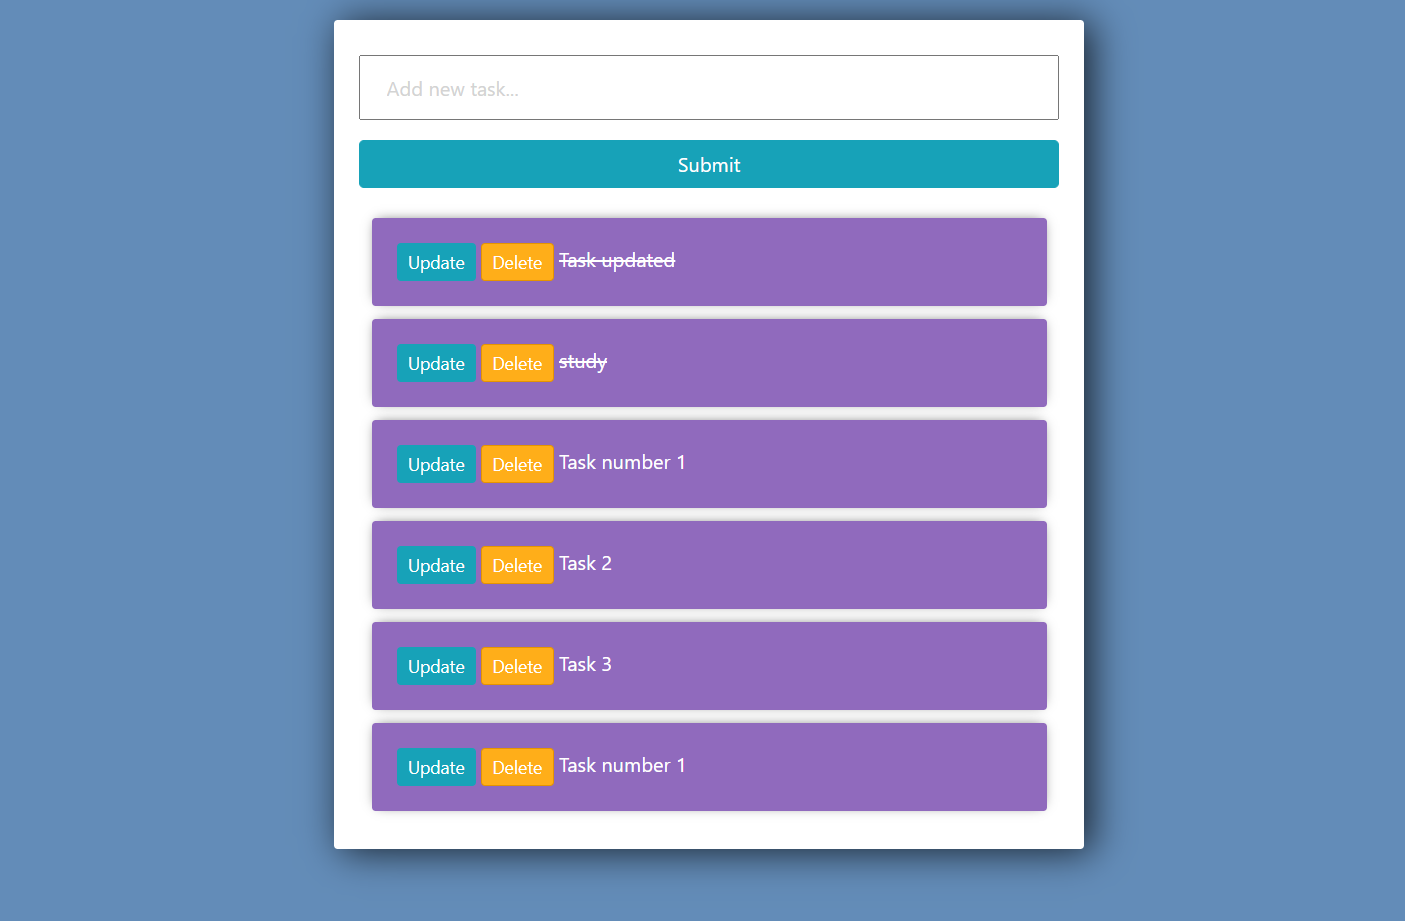 Add new task...
Submit
Update Delete Task updated
Update Delete study
Update Delete Task number 1
Update Delete Task 2
Update Delete Task 3
Update Delete Task number 1